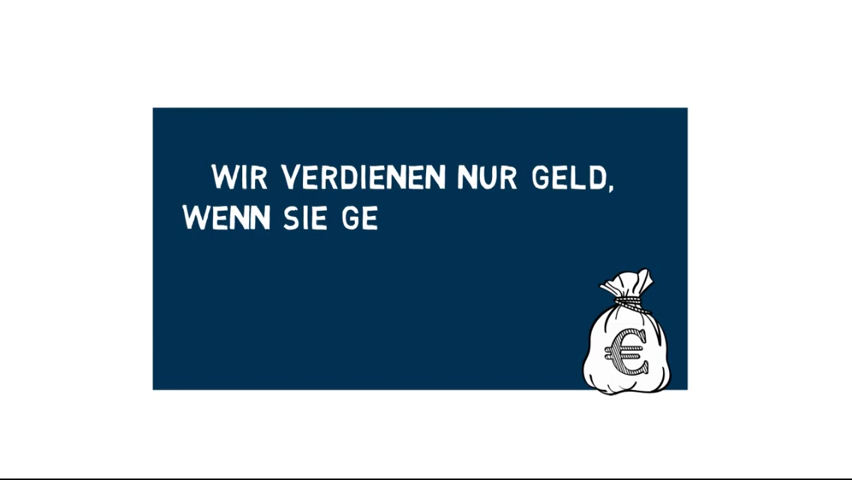 WIR VERDIENEN NUR GELD,
WENN SIE GE
€